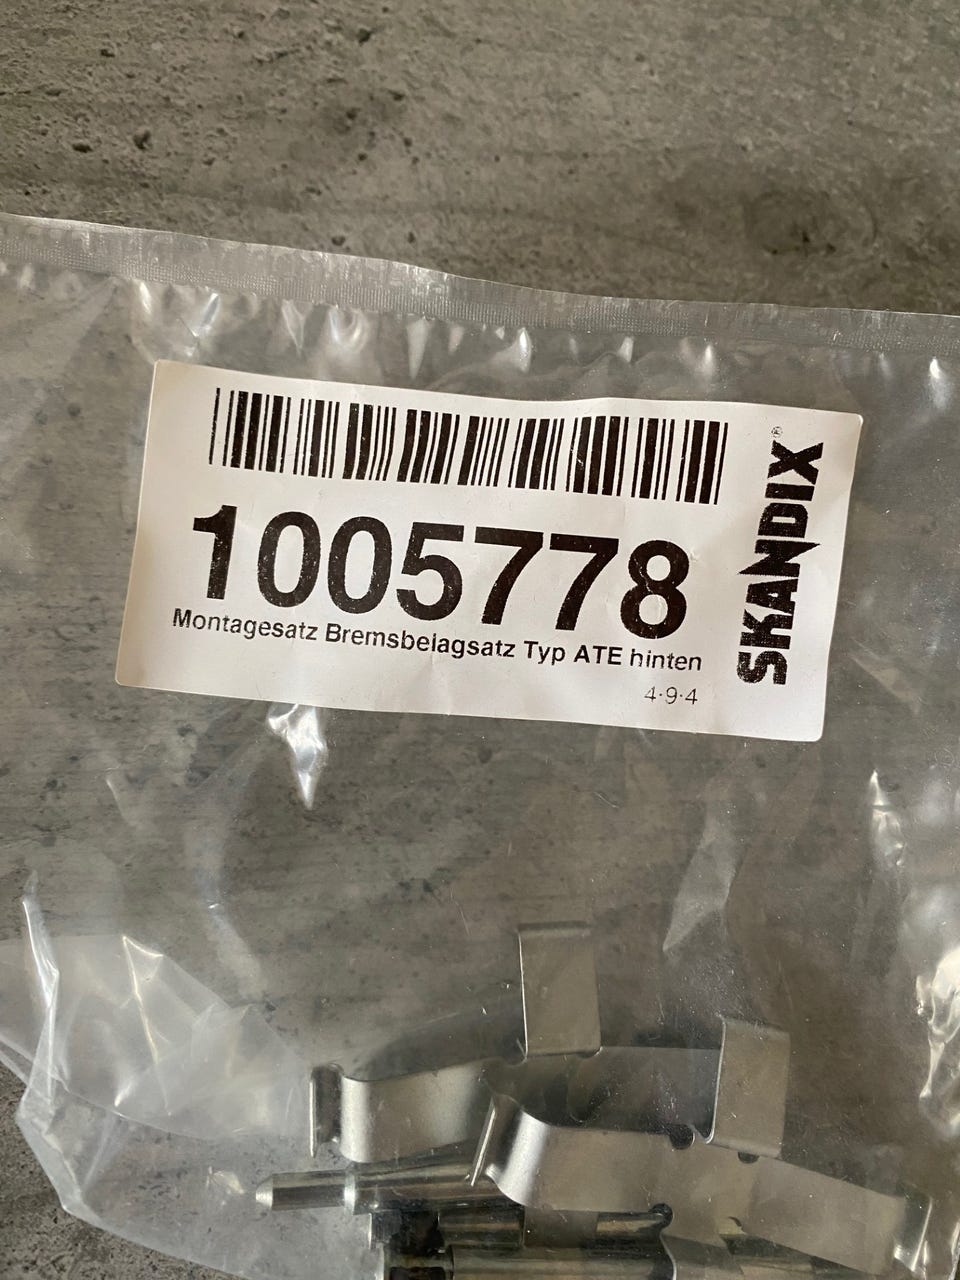 1005778
Montagesatz Bremsbelagsatz Typ ATE hinten
4-9-4
SKANDIX®